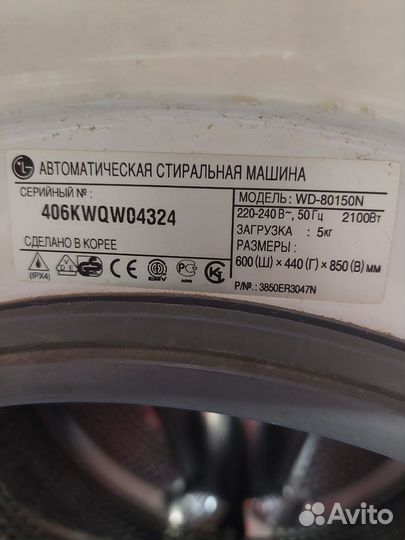 LG АВТОМАТИЧЕСКАЯ СТИРАЛЬНАЯ МАШИНА
СЕРИЙНЫЙ № :
406KWQW04324
СДЕЛАНО В КОРЕЕ
(IPX4)
МОДЕЛЬ: WD-80150N
220-240 В~, 50 Гц 2100Вт
ЗАГРУЗКА : 5кг
РАЗМЕРЫ :
600(Ш) × 440(Г) × 850(В) мм
P/№.: 3850ER3047N
Avito